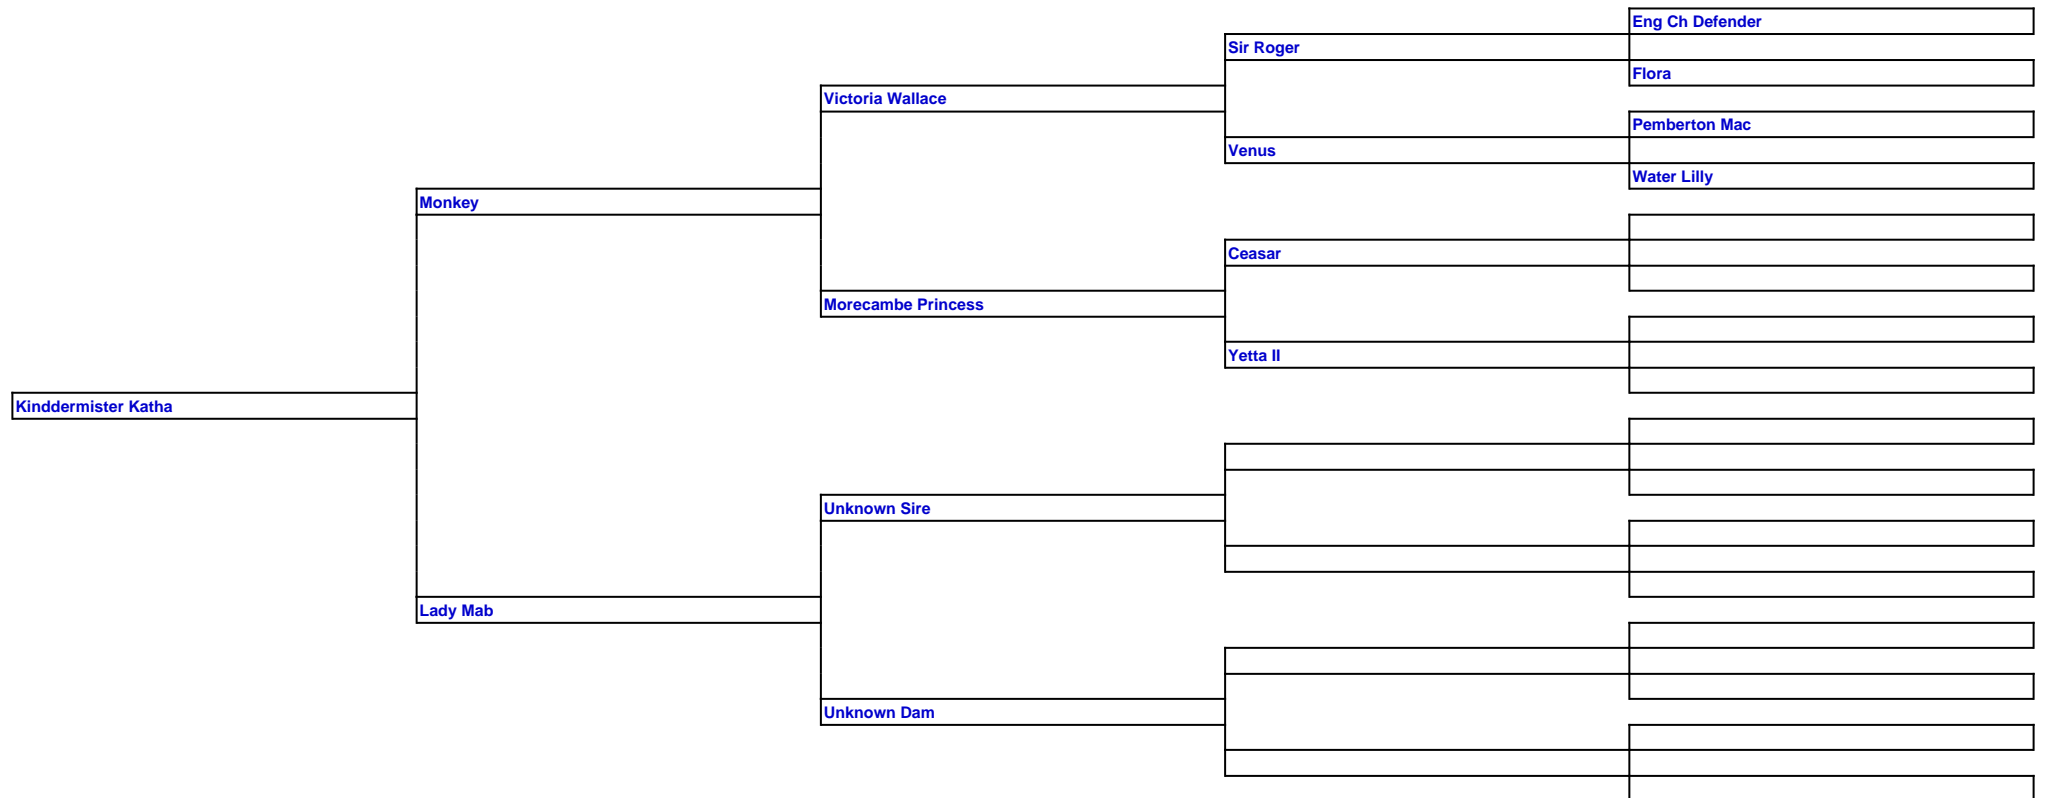 Eng Ch Defender
Sir Roger
Flora
Victoria Wallace
Pemberton Mac
Venus
Water Lilly
Monkey
Ceasar
Morecambe Princess
Yetta II
Kinddermister Katha
Unknown Sire
Lady Mab
Unknown Dam